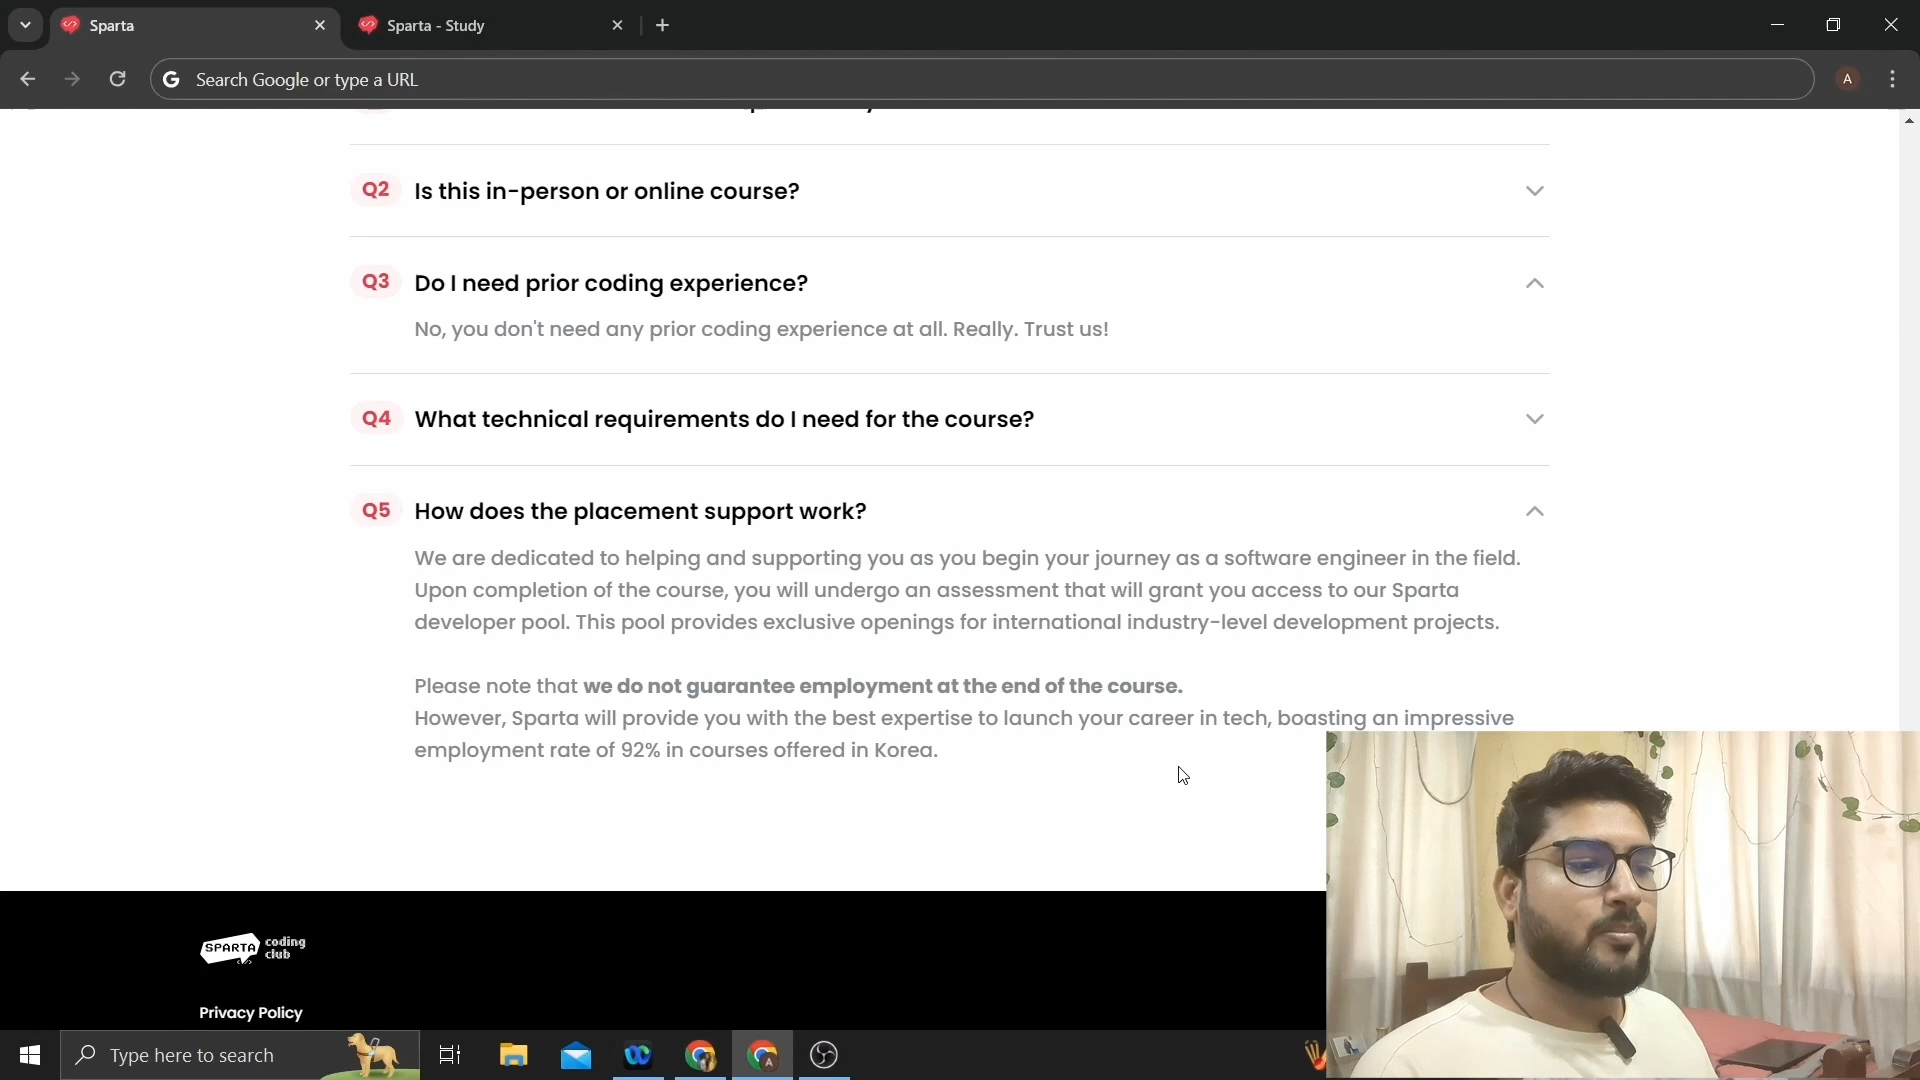 Sparta
Sparta - Study
Search Google or type a URL
A
Q2 Is this in-person or online course?
Q3 Do I need prior coding experience?
No, you don't need any prior coding experience at all. Really. Trust us!
Q4 What technical requirements do I need for the course?
Q5 How does the placement support work?
We are dedicated to helping and supporting you as you begin your journey as a software engineer in the field.
Upon completion of the course, you will undergo an assessment that will grant you access to our Sparta
developer pool. This pool provides exclusive openings for international industry-level development projects.
Please note that we do not guarantee employment at the end of the course.
However, Sparta will provide you with the best expertise to launch your career in tech, boasting an impressive
employment rate of 92% in courses offered in Korea.
SPARTA coding
club
Privacy Policy
Type here to search